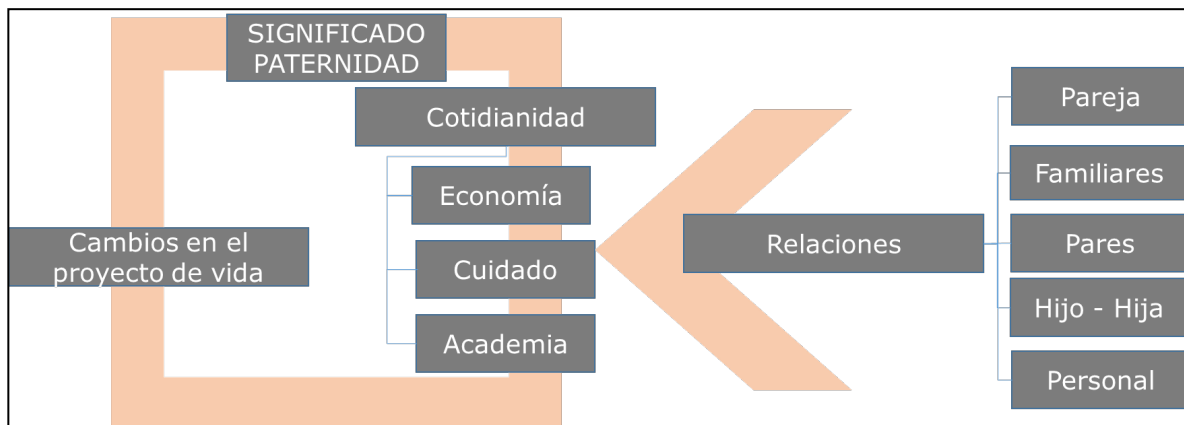 SIGNIFICADO
PATERNIDAD
Cotidianidad
Economía
Cuidado
Academia
Cambios en el
proyecto de vida
Relaciones
Pareja
Familiares
Pares
Hijo - Hija
Personal